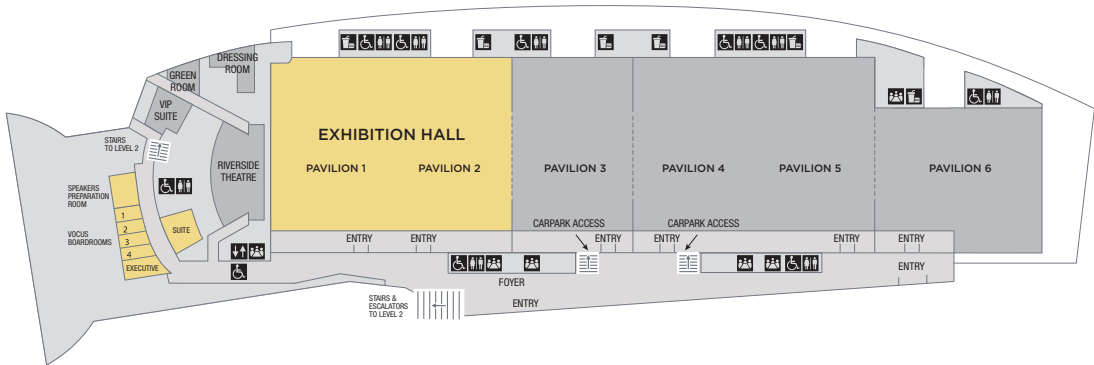 DRESSING
ROOM
GREEN
ROOM
VIP
SUITE
STAIRS
TO LEVEL 2
RIVERSIDE
THEATRE
EXHIBITION HALL
PAVILION 1
PAVILION 2
PAVILION 3
PAVILION 4
PAVILION 5
PAVILION 6
SPEAKERS
PREPARATION
ROOM
VOCUS
BOARDROOMS
1
2
3
4
EXECUTIVE
SUITE
CARPARK ACCESS
CARPARK ACCESS
ENTRY
ENTRY
ENTRY
ENTRY
ENTRY
ENTRY
ENTRY
FOYER
ENTRY
STAIRS &
ESCALATORS
TO LEVEL 2